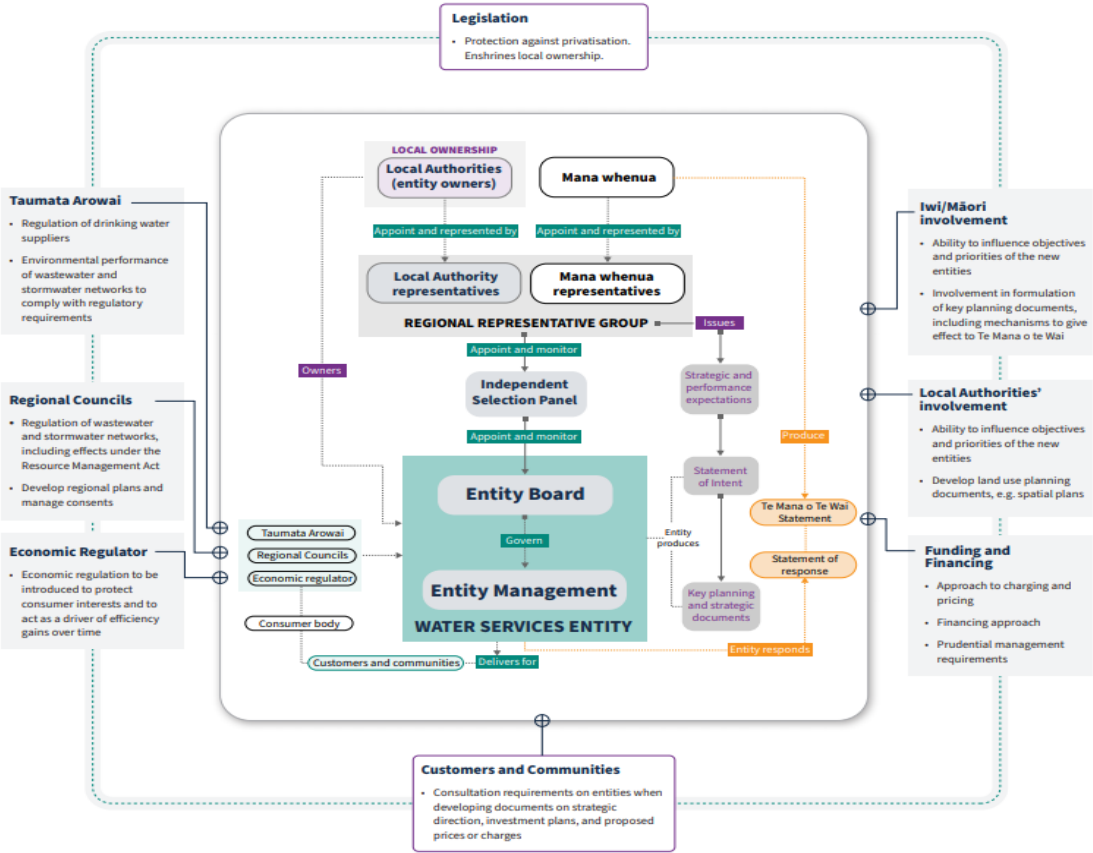 Legislation
• Protection against privatisation.
Enshrines local ownership.
LOCAL OWNERSHIP
Local Authorities
(entity owners)
Mana whenua
Appoint and represented by
Appoint and represented by
Local Authority
representatives
Mana whenua
representatives
REGIONAL REPRESENTATIVE GROUP
Issues
Appoint and monitor
Owners
Independent
Selection Panel
Strategic and
performance
expectations
Appoint and monitor
Produce
Entity Board
Statement
of Intent
Te Mana o Te Wai
Statement
Govern
Entity
produces
Statement of
response
Entity Management
Key planning
and strategic
documents
WATER SERVICES ENTITY
Taumata Arowai
Regional Councils
Economic regulator
Consumer body
Customers and communities
Delivers for
Entity responds
Taumata Arowai
• Regulation of drinking water
suppliers
• Environmental performance
of wastewater and
stormwater networks to
comply with regulatory
requirements
Regional Councils
• Regulation of wastewater
and stormwater networks,
including effects under the
Resource Management Act
• Develop regional plans and
manage consents
Economic Regulator
• Economic regulation to be
introduced to protect
consumer interests and to
act as a driver of efficiency
gains over time
Iwi/Māori
involvement
• Ability to influence objectives
and priorities of the new
entities
• Involvement in formulation
of key planning documents,
including mechanisms to give
effect to Te Mana o te Wai
Local Authorities’
involvement
• Ability to influence objectives
and priorities of the new
entities
• Develop land use planning
documents, e.g. spatial plans
Funding and
Financing
• Approach to charging and
pricing
• Financing approach
• Prudential management
requirements
Customers and Communities
• Consultation requirements on entities when
developing documents on strategic
direction, investment plans, and proposed
prices or charges